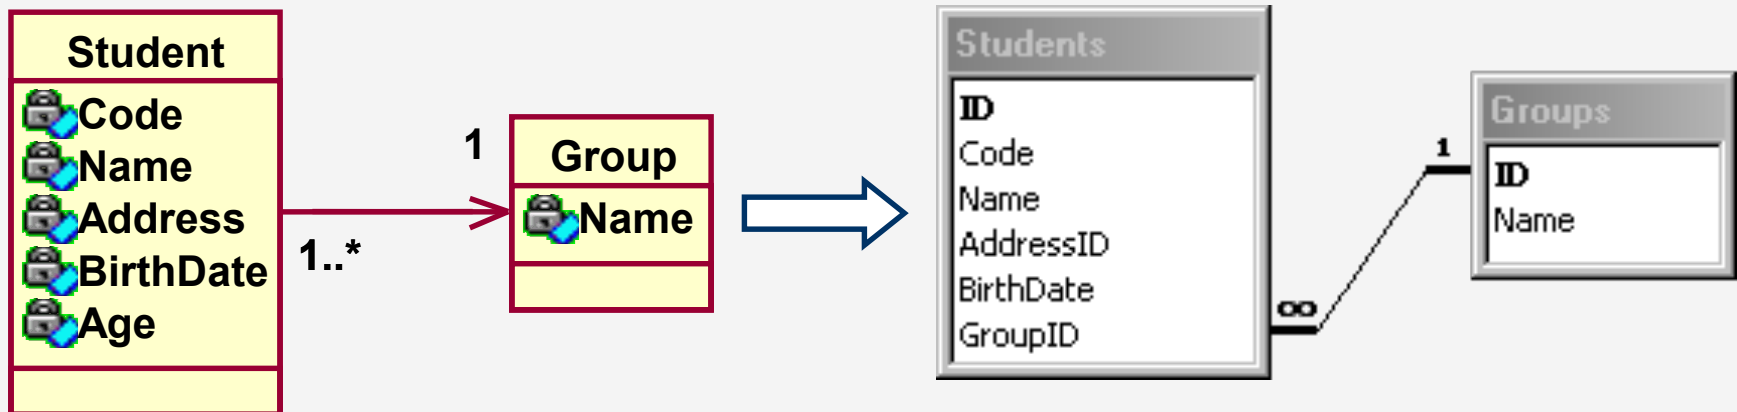 Student
Code
Name
Address
BirthDate
Age
1
1..*
Group
Name
Students
ID
Code
Name
AddressID
BirthDate
GroupID
1
∞
Groups
ID
Name